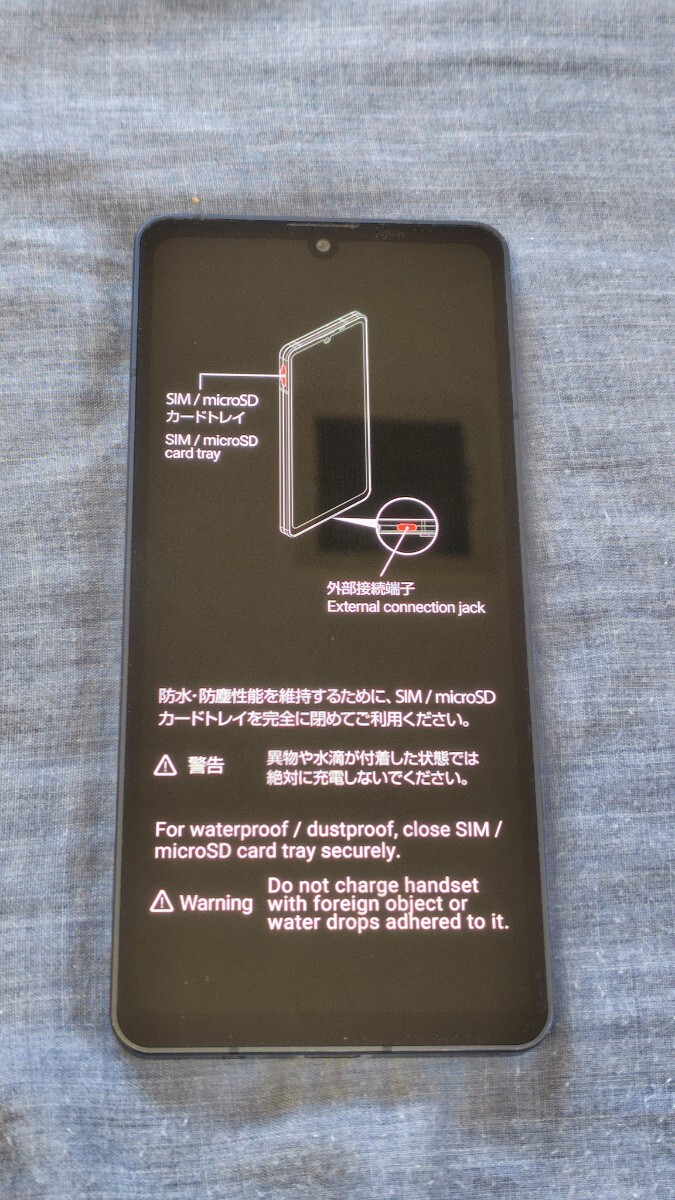 SIM / microSD
カードトレイ
SIM / microSD
card tray
外部接続端子
External connection jack
防水・防塵性能を維持するために、SIM / microSD
カードトレイを完全に閉めてご利用ください。
警告
異物や水滴が付着した状態では
絶対に充電しないでください。
For waterproof / dustproof, close SIM /
microSD card tray securely.
Warning
Do not charge handset
with foreign object or
water drops adhered to it.